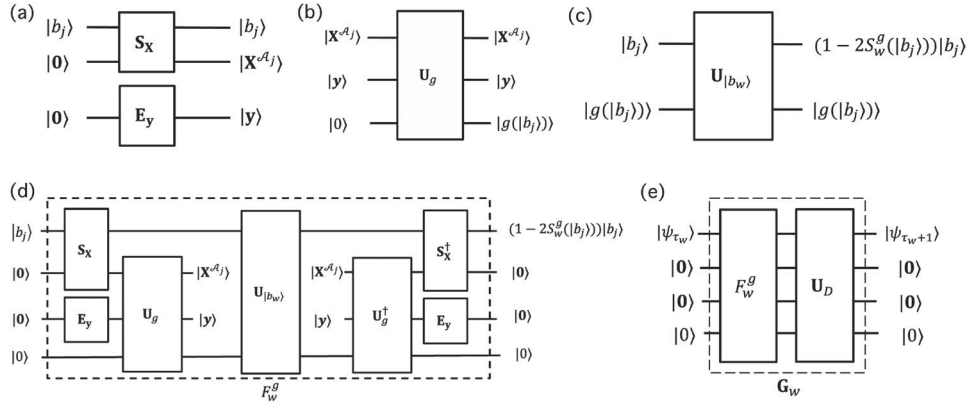 (a)
|b_j⟩ S_X |b_j⟩
|0⟩ |X^{𝒜_j}⟩
|0⟩ E_y |y⟩
(b)
|X^{𝒜_j}⟩ |X^{𝒜_j}⟩
|y⟩ U_g |y⟩
|0⟩ |g(|b_j⟩)⟩
(c)
|b_j⟩ (1 − 2S_w^g(|b_j⟩))|b_j⟩
U_{|b_w⟩}
|g(|b_j⟩)⟩ |g(|b_j⟩)⟩
(d)
|b_j⟩ (1 − 2S_w^g(|b_j⟩))|b_j⟩
S_X S_X^†
|0⟩ |X^{𝒜_j}⟩ U_{|b_w⟩} |X^{𝒜_j}⟩ |0⟩
|0⟩ E_y U_g |y⟩ |y⟩ U_g^† E_y |0⟩
|0⟩ |0⟩
F_w^g
(e)
|ψ_{τ_w}⟩ |ψ_{τ_w+1}⟩
|0⟩ |0⟩
F_w^g U_D
|0⟩ |0⟩
|0⟩ |0⟩
G_w